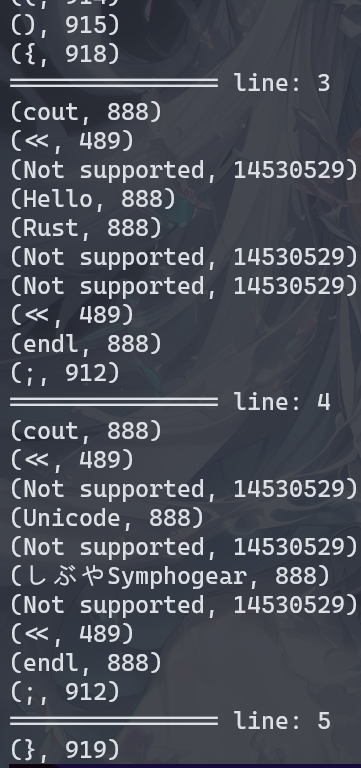 ((, 914)
(), 915)
({, 918)
================== line: 3
(cout, 888)
(<<, 489)
(Not supported, 14530529)
(Hello, 888)
(Rust, 888)
(Not supported, 14530529)
(Not supported, 14530529)
(<<, 489)
(endl, 888)
(;, 912)
================== line: 4
(cout, 888)
(<<, 489)
(Not supported, 14530529)
(Unicode, 888)
(Not supported, 14530529)
(しぶやSymphogear, 888)
(Not supported, 14530529)
(<<, 489)
(endl, 888)
(;, 912)
================== line: 5
(}, 919)